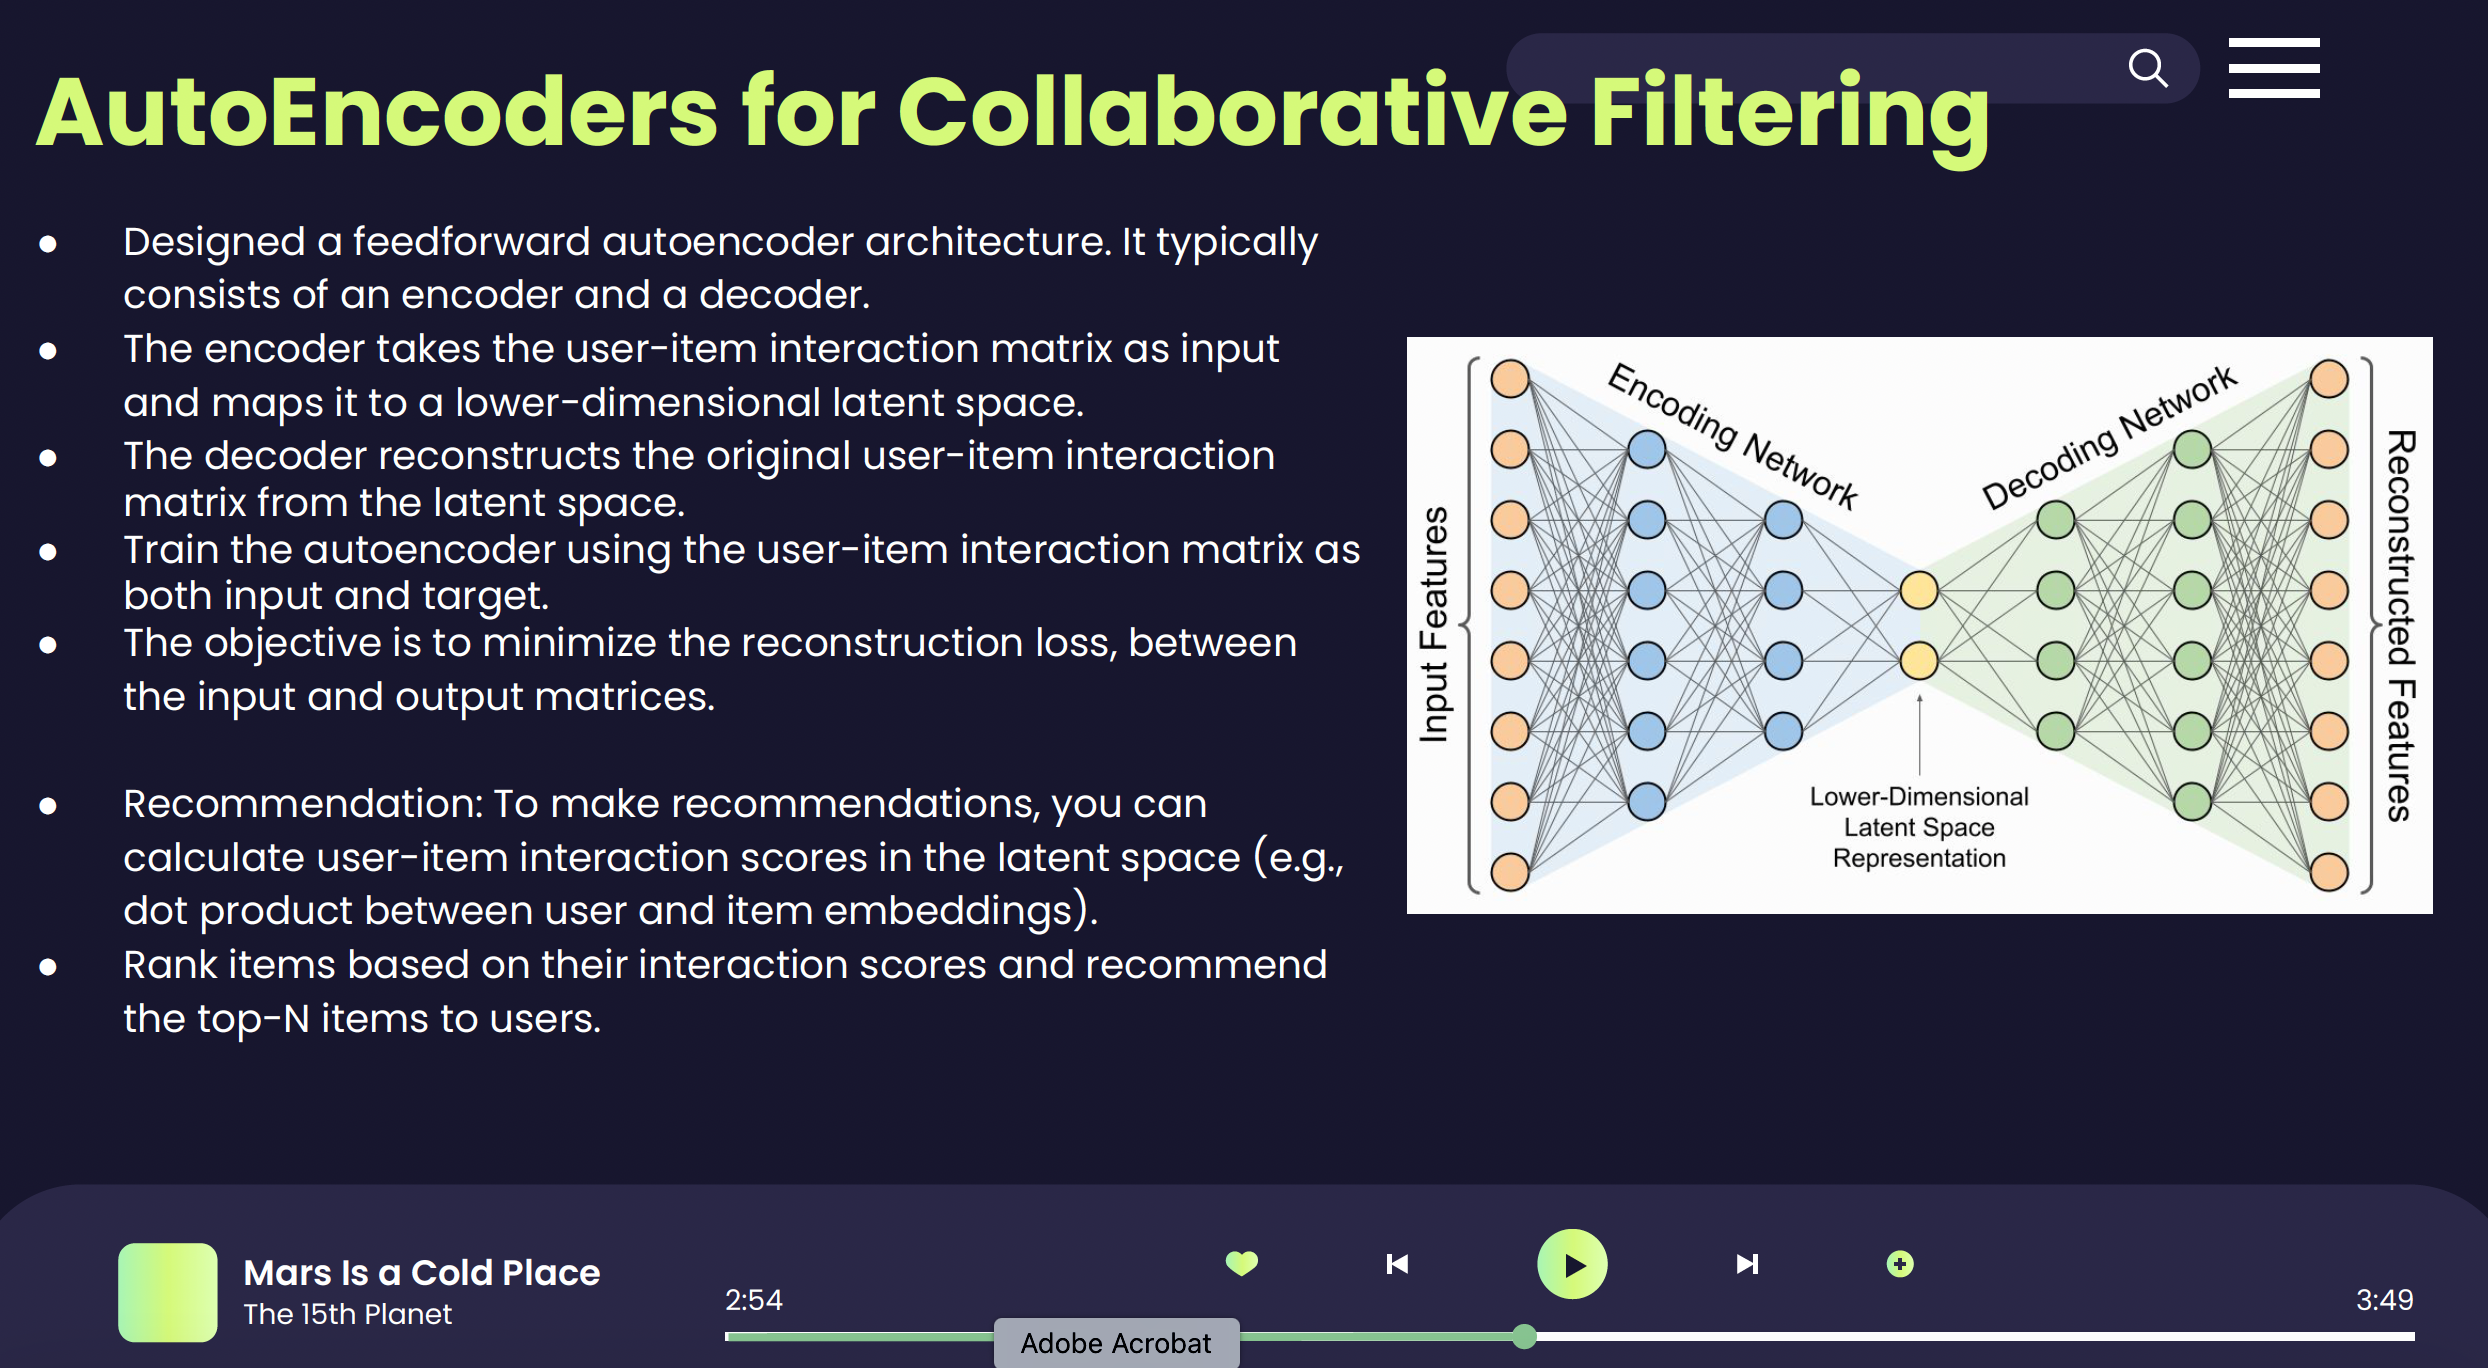 AutoEncoders for Collaborative Filtering
● Designed a feedforward autoencoder architecture. It typically
consists of an encoder and a decoder.
● The encoder takes the user-item interaction matrix as input
and maps it to a lower-dimensional latent space.
● The decoder reconstructs the original user-item interaction
matrix from the latent space.
● Train the autoencoder using the user-item interaction matrix as
both input and target.
● The objective is to minimize the reconstruction loss, between
the input and output matrices.
● Recommendation: To make recommendations, you can
calculate user-item interaction scores in the latent space (e.g.,
dot product between user and item embeddings).
● Rank items based on their interaction scores and recommend
the top-N items to users.
Input Features
Encoding Network
Decoding Network
Reconstructed Features
Lower-Dimensional
Latent Space
Representation
Mars Is a Cold Place
The 15th Planet
2:54
3:49
Adobe Acrobat